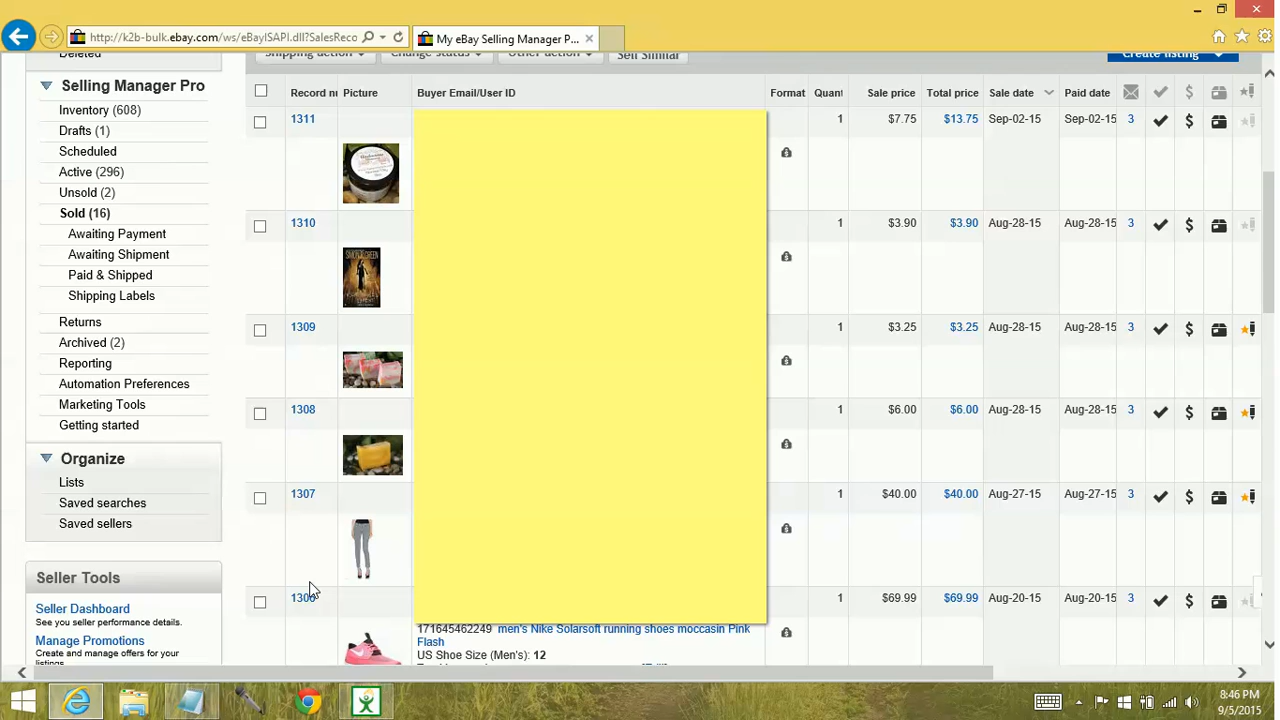 http://k2b-bulk.ebay.com/ws/eBayISAPI.dll?SalesReco
My eBay Selling Manager P...
Deleted
Shipping action
Change status
Other action
Sell Similar
Create listing
Selling Manager Pro
Inventory (608)
Drafts (1)
Scheduled
Active (296)
Unsold (2)
Sold (16)
Awaiting Payment
Awaiting Shipment
Paid & Shipped
Shipping Labels
Returns
Archived (2)
Reporting
Automation Preferences
Marketing Tools
Getting started
Organize
Lists
Saved searches
Saved sellers
Seller Tools
Seller Dashboard
See you seller performance details.
Manage Promotions
Create and manage offers for your
listings.
Record nu Picture Buyer Email/User ID Format Quant Sale price Total price Sale date Paid date
1311 1 $7.75 $13.75 Sep-02-15 Sep-02-15 3
1310 1 $3.90 $3.90 Aug-28-15 Aug-28-15 3
1309 1 $3.25 $3.25 Aug-28-15 Aug-28-15 3
1308 1 $6.00 $6.00 Aug-28-15 Aug-28-15 3
1307 1 $40.00 $40.00 Aug-27-15 Aug-27-15 3
1306 1 $69.99 $69.99 Aug-20-15 Aug-20-15 3
171645462249 men's Nike Solarsoft running shoes moccasin Pink
Flash
US Shoe Size (Men's): 12
8:46 PM
9/5/2015